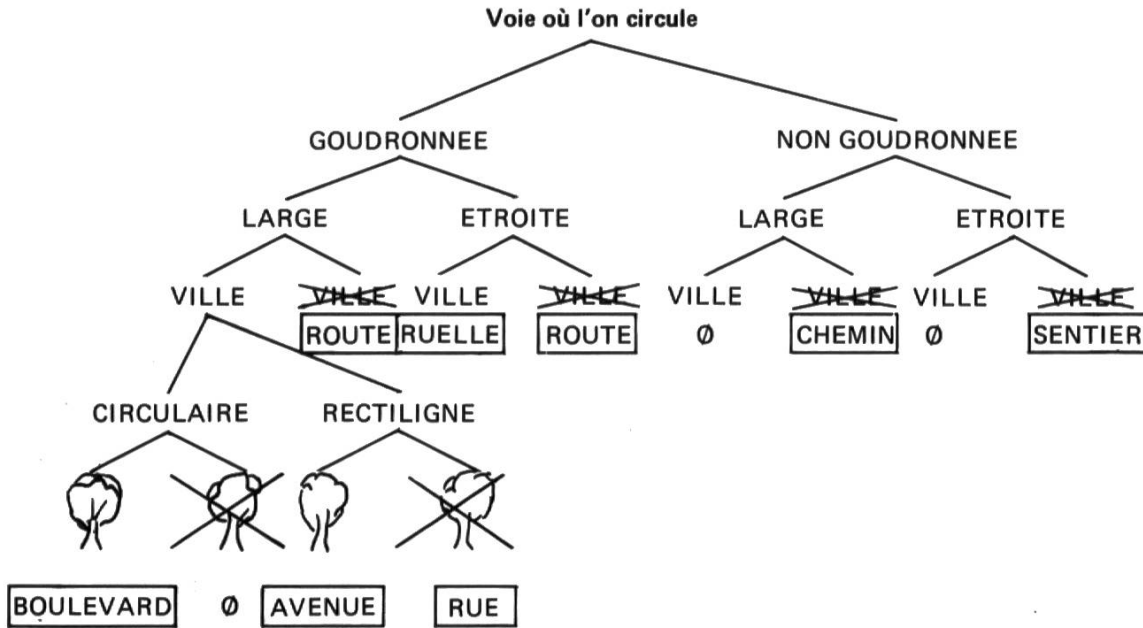 Voie où l'on circule
GOUDRONNEE NON GOUDRONNEE
LARGE ETROITE LARGE ETROITE
VILLE VILLE VILLE VILLE VILLE VILLE VILLE VILLE
ROUTE RUELLE ROUTE Ø CHEMIN Ø SENTIER
CIRCULAIRE RECTILIGNE
BOULEVARD Ø AVENUE RUE